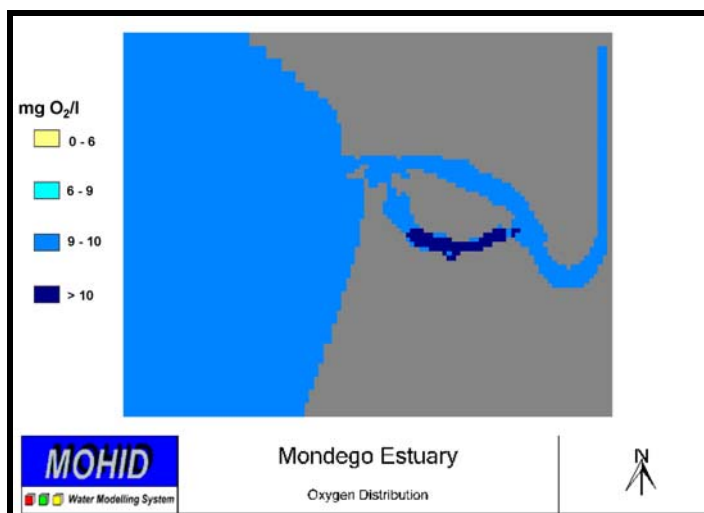 mg O₂/l
0 - 6
6 - 9
9 - 10
> 10
MOHID
Water Modelling System
Mondego Estuary
Oxygen Distribution
N